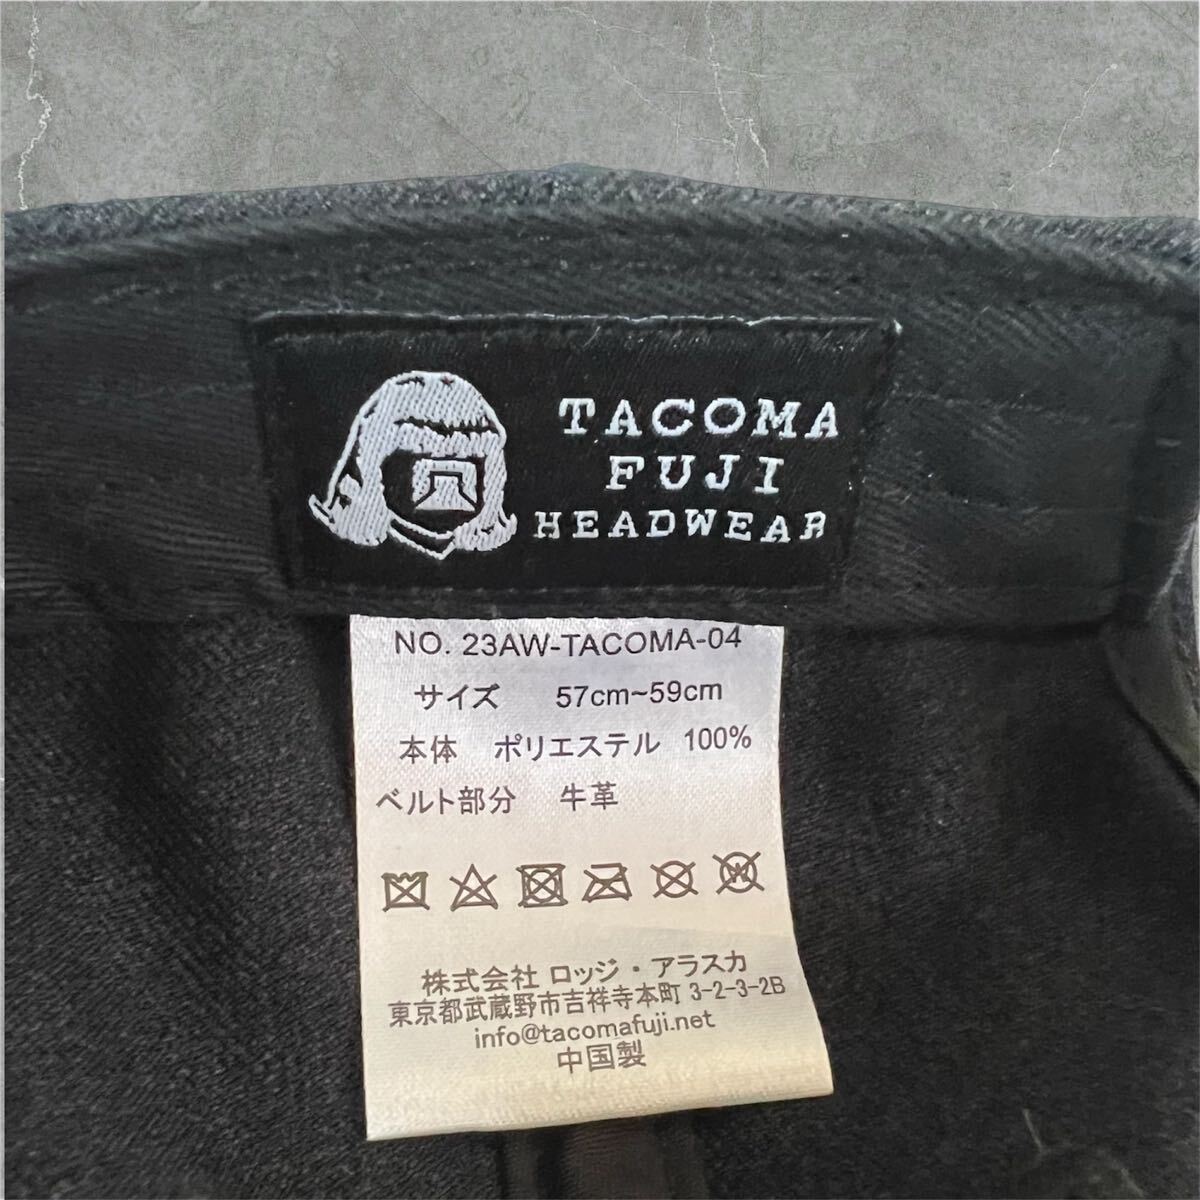 TACOMA
FUJI
HEADWEAR
NO. 23AW-TACOMA-04
サイズ 57cm~59cm
本体 ポリエステル 100%
ベルト部分 牛革
株式会社 ロッジ・アラスカ
東京都武蔵野市吉祥寺本町 3-2-3-2B
info@tacomafuji.net
中国製